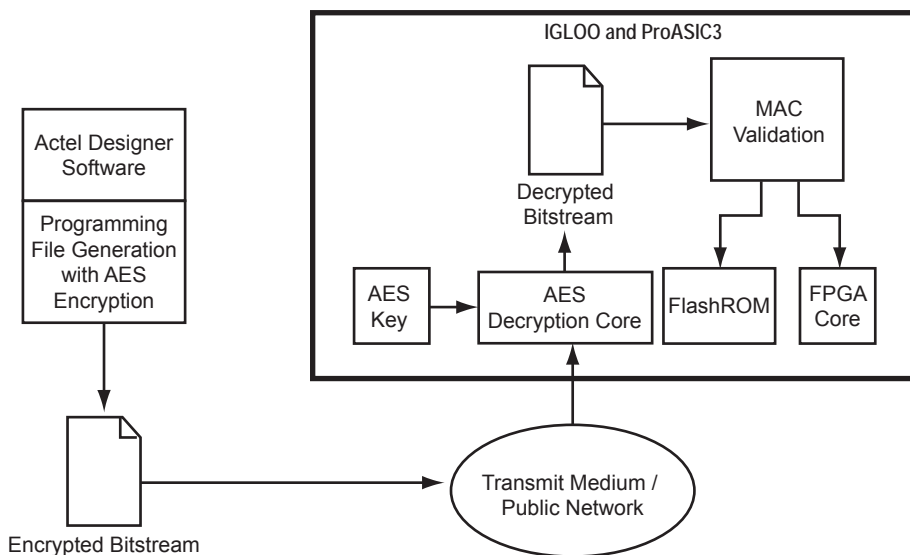 IGLOO and ProASIC3
Actel Designer
Software
Programming
File Generation
with AES
Encryption
MAC
Validation
Decrypted
Bitstream
AES
Key
AES
Decryption Core
FlashROM
FPGA
Core
Transmit Medium /
Public Network
Encrypted Bitstream